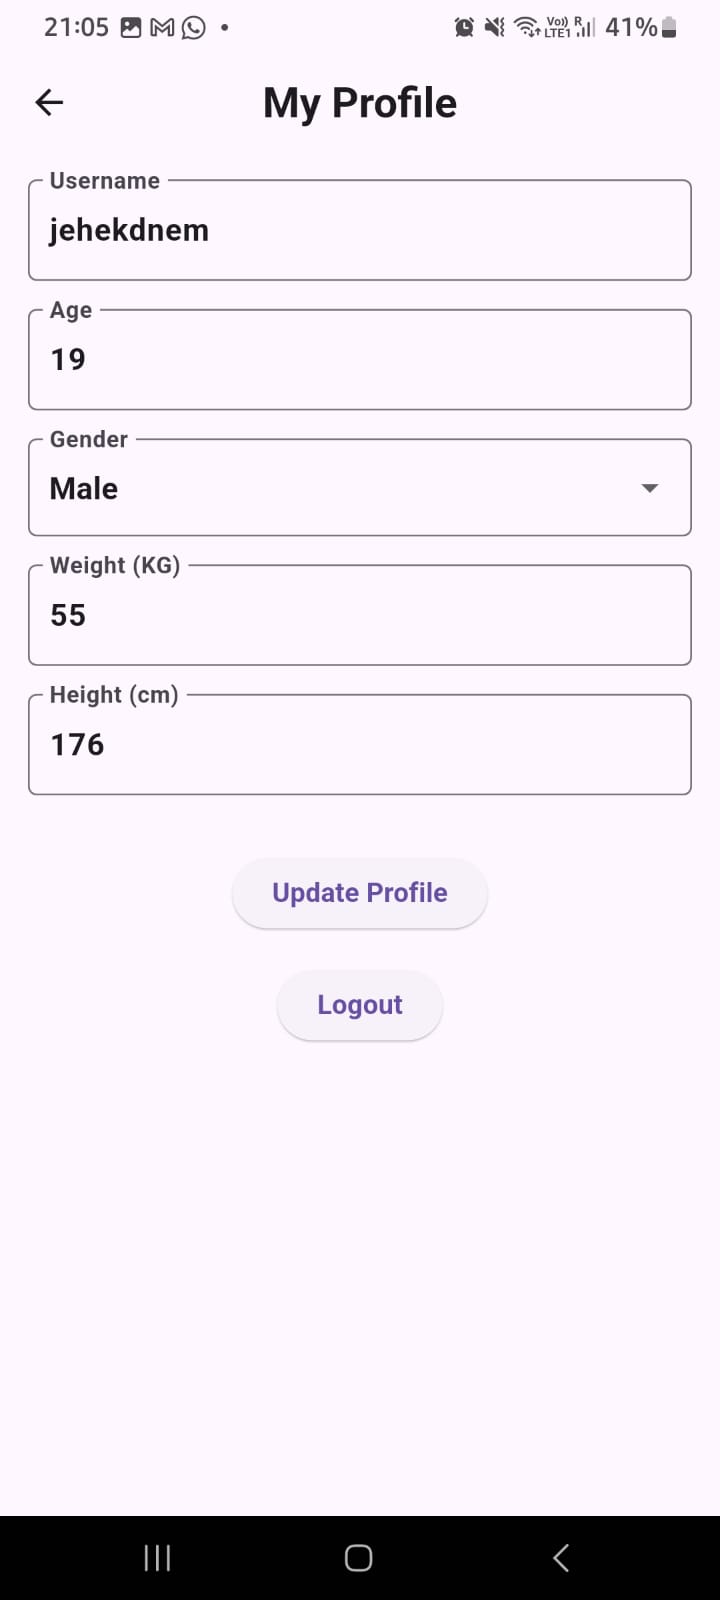 21:05 Vo)) R LTE1 41%
My Profile
Username
jehekdnem
Age
19
Gender
Male
Weight (KG)
55
Height (cm)
176
Update Profile
Logout